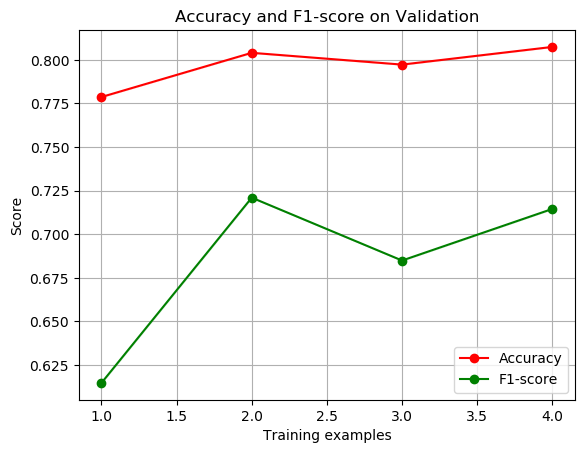 Accuracy and F1-score on Validation
0.800
0.775
0.750
0.725
0.700
0.675
0.650
0.625
Score
1.0 1.5 2.0 2.5 3.0 3.5 4.0
Training examples
Accuracy
F1-score